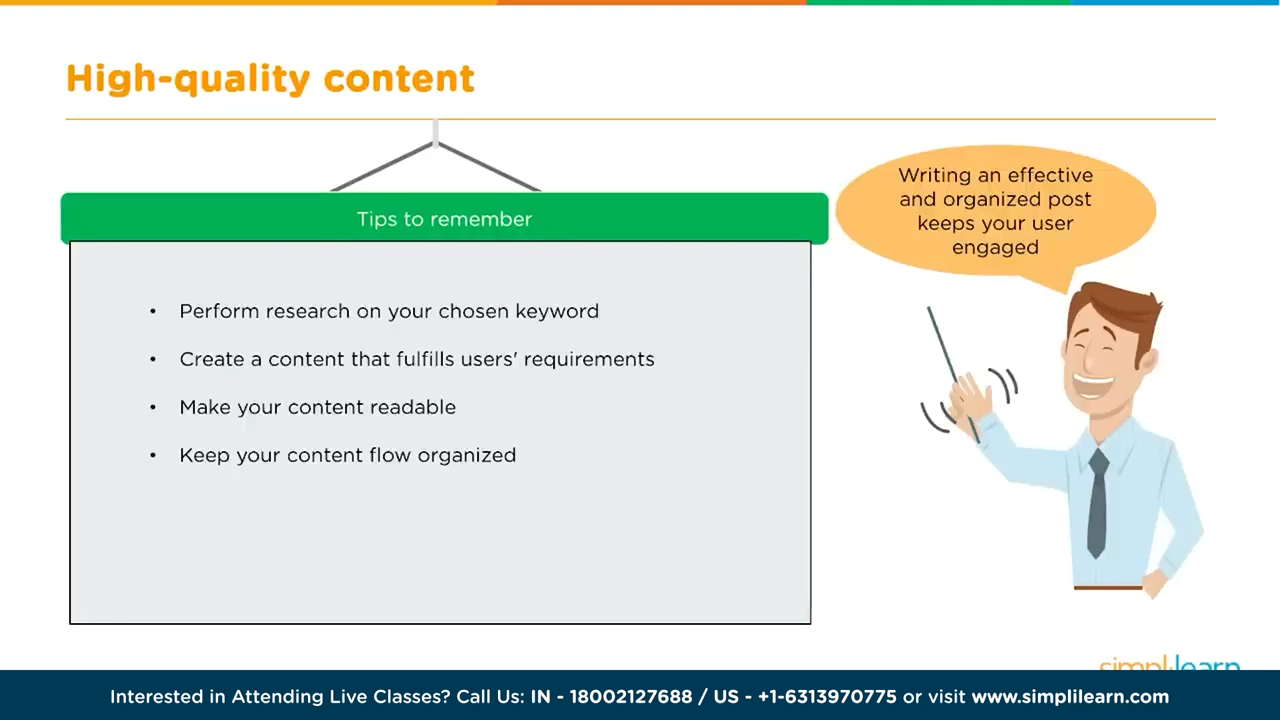 High-quality content
Tips to remember
• Perform research on your chosen keyword
• Create a content that fulfills users' requirements
• Make your content readable
• Keep your content flow organized
Writing an effective
and organized post
keeps your user
engaged
simplilearn
Interested in Attending Live Classes? Call Us: IN - 18002127688 / US - +1-6313970775 or visit www.simplilearn.com